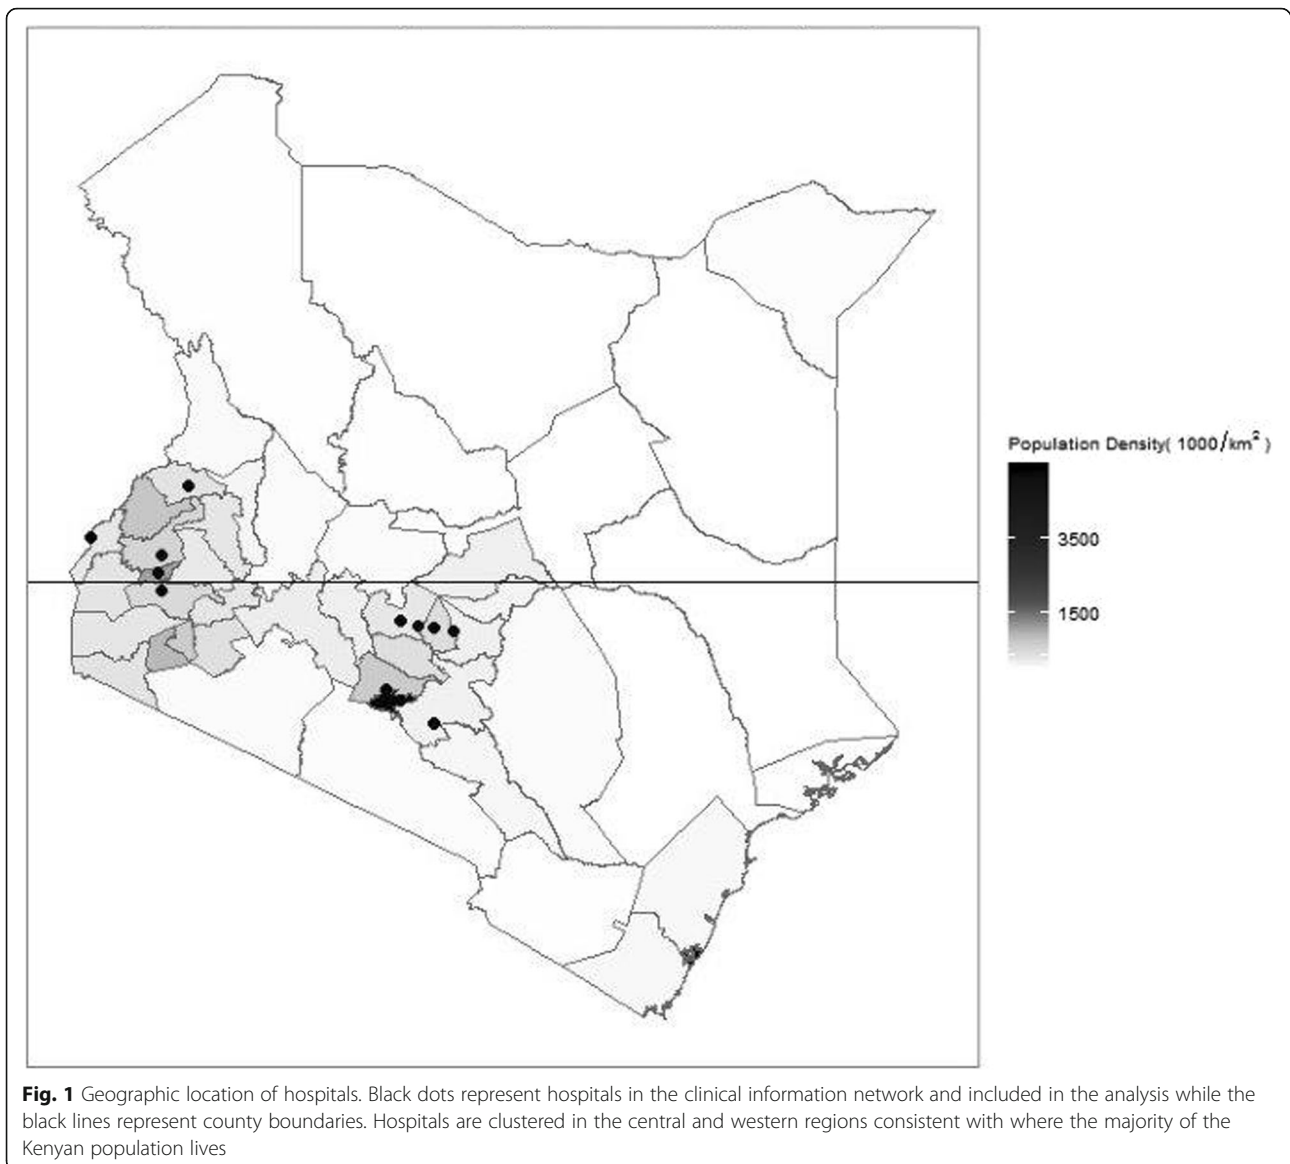 Population Density( 1000/km² )
3500
1500
Fig. 1 Geographic location of hospitals. Black dots represent hospitals in the clinical information network and included in the analysis while the
black lines represent county boundaries. Hospitals are clustered in the central and western regions consistent with where the majority of the
Kenyan population lives